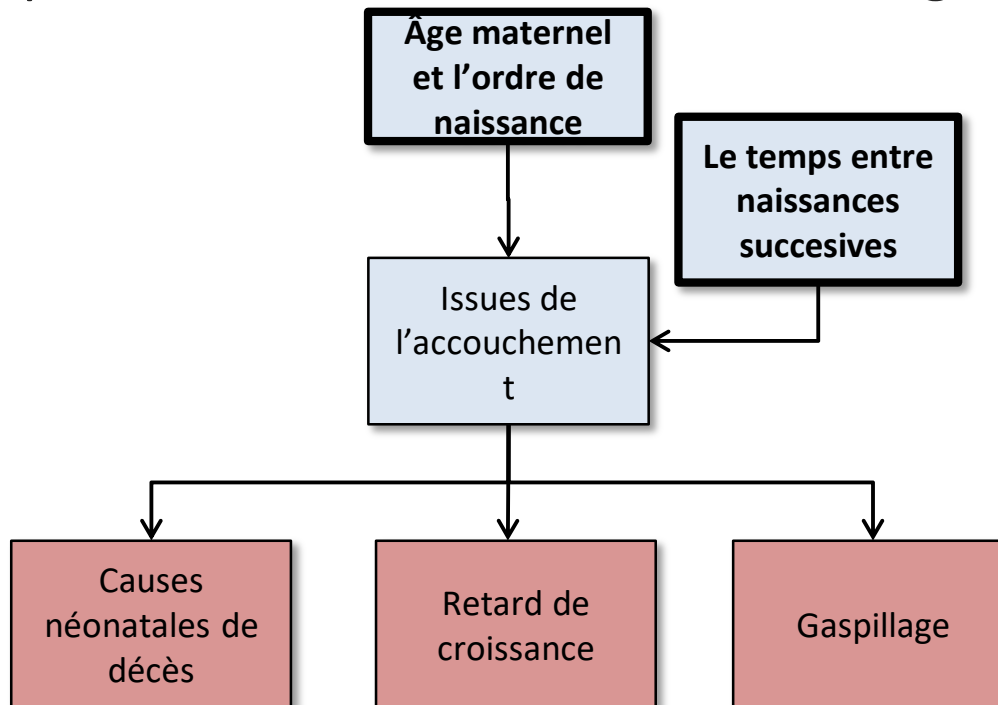 Âge maternel
et l’ordre de
naissance
Le temps entre
naissances
succesives
Issues de
l’accouchemen
t
Causes
néonatales de
décès
Retard de
croissance
Gaspillage